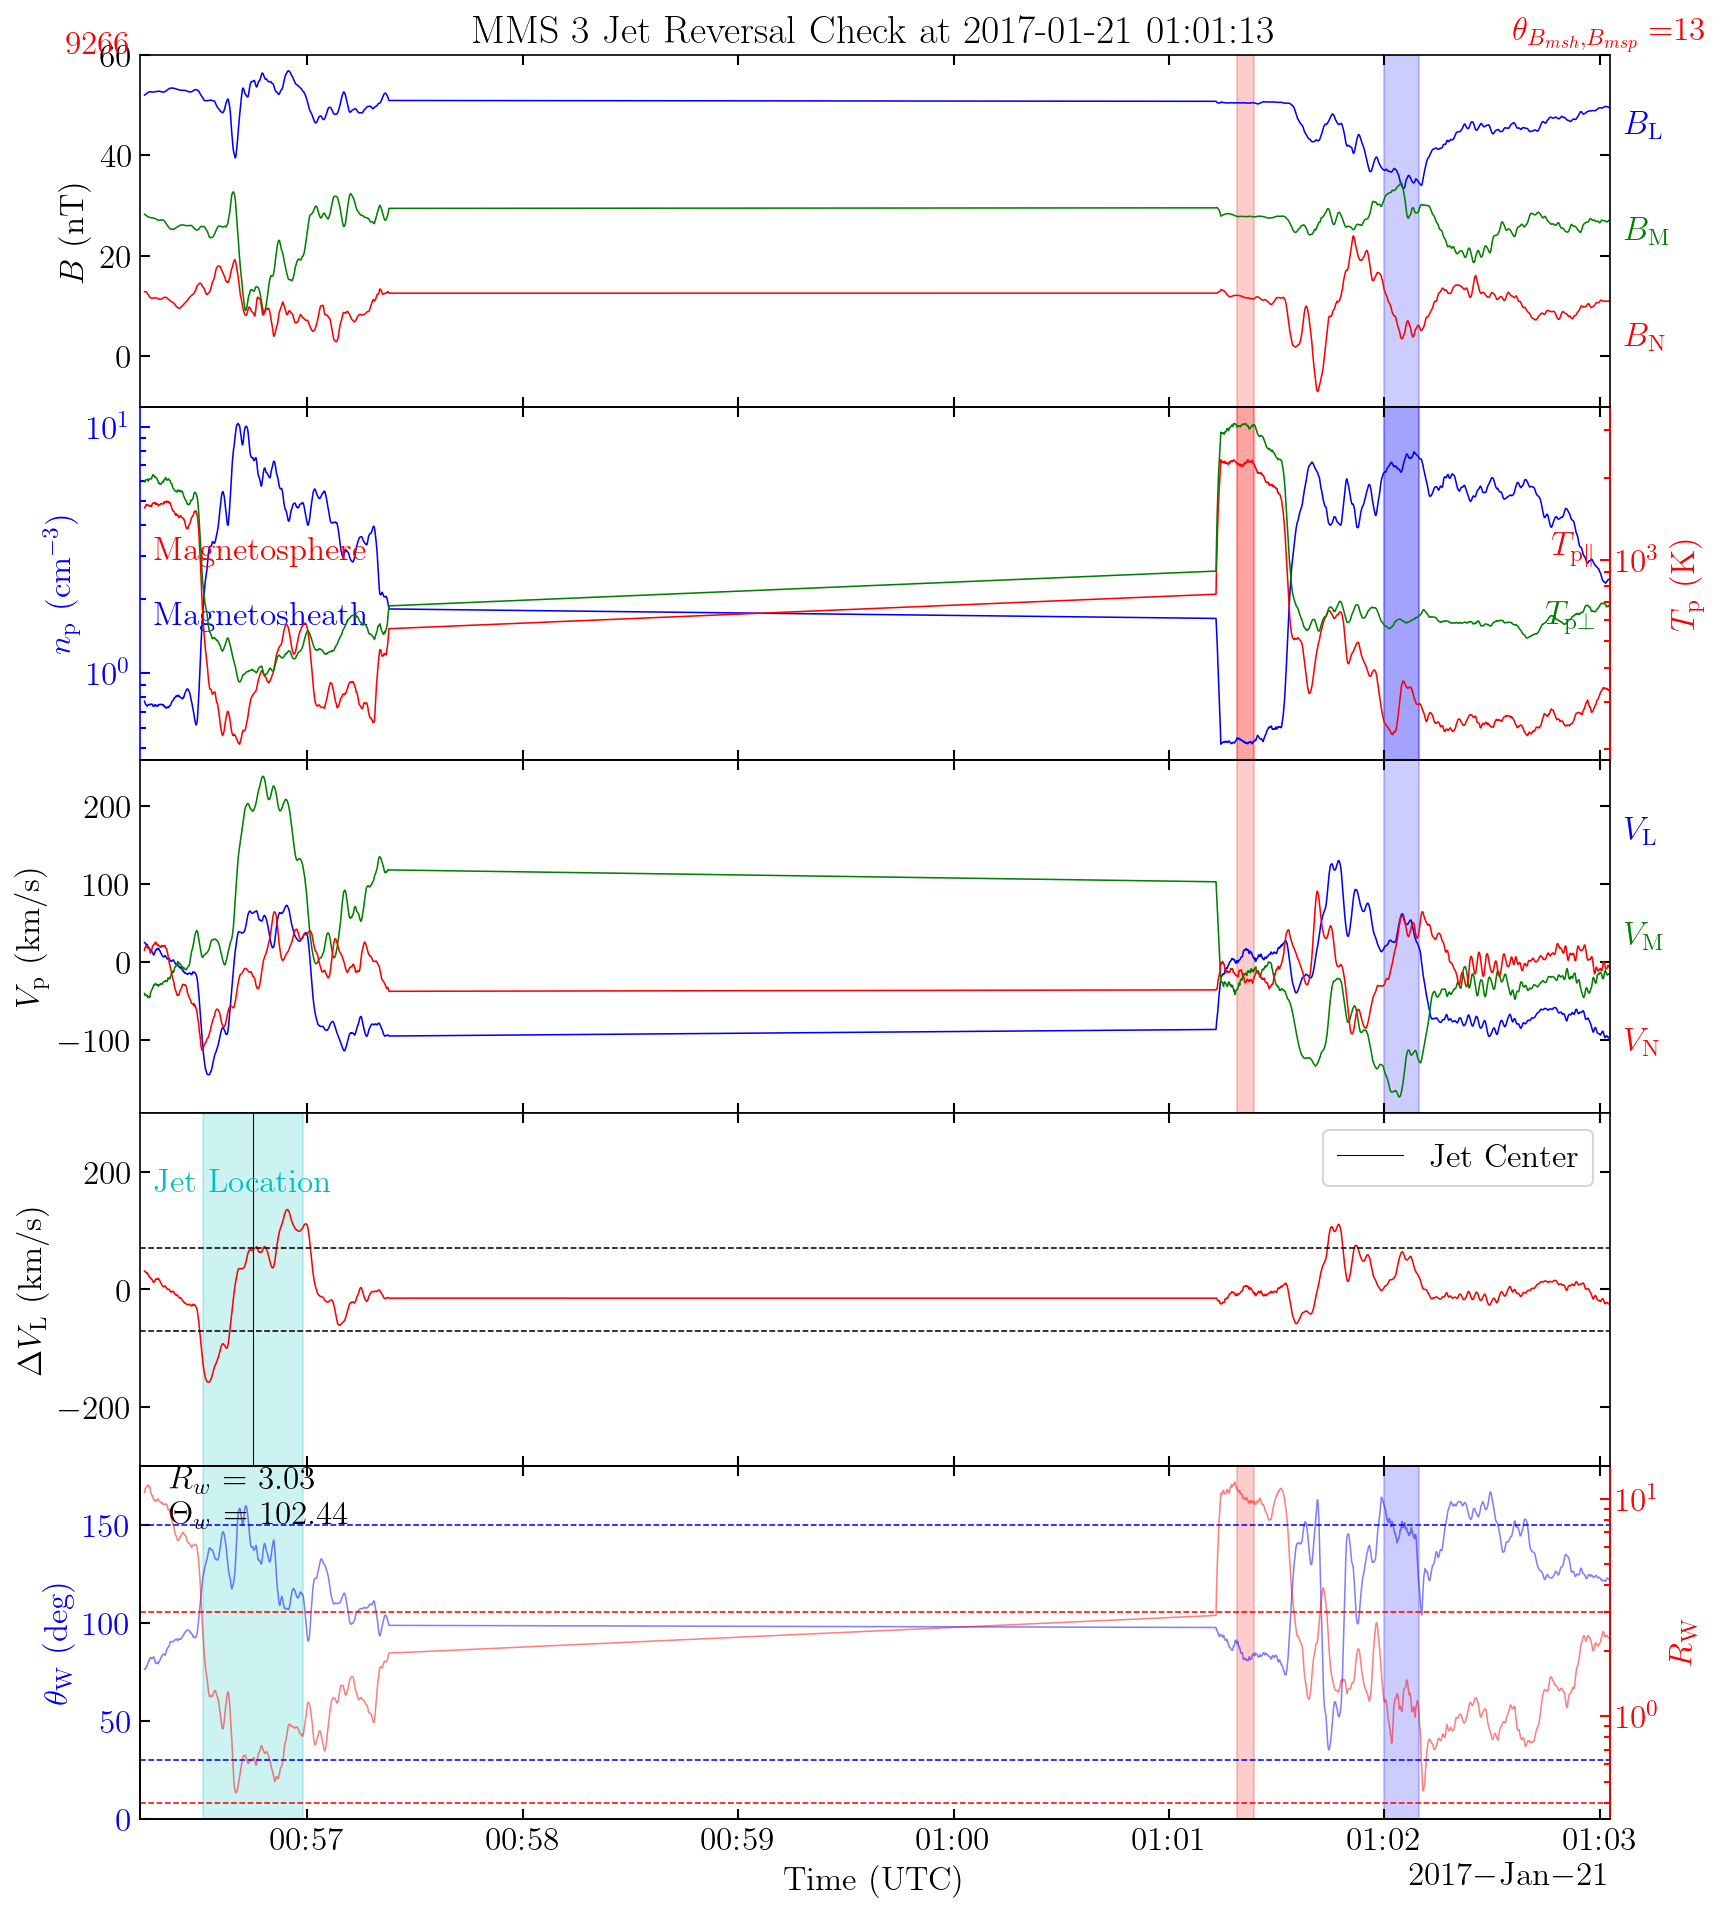 MMS 3 Jet Reversal Check at 2017-01-21 01:01:13
9266
θ_{B_{msh},B_{msp}} =13
B (nT)
60
40
20
0
B_L
B_M
B_N
n_p (cm^{-3})
10^1
10^0
Magnetosphere
Magnetosheath
T_{p∥}
T_{p⊥}
10^3
T_p (K)
V_p (km/s)
200
100
0
−100
V_L
V_M
V_N
ΔV_L (km/s)
200
0
−200
Jet Location
Jet Center
R_w = 3.03
Θ_w = 102.44
θ_W (deg)
150
100
50
0
10^1
10^0
R_W
00:57 00:58 00:59 01:00 01:01 01:02 01:03
Time (UTC)
2017−Jan−21